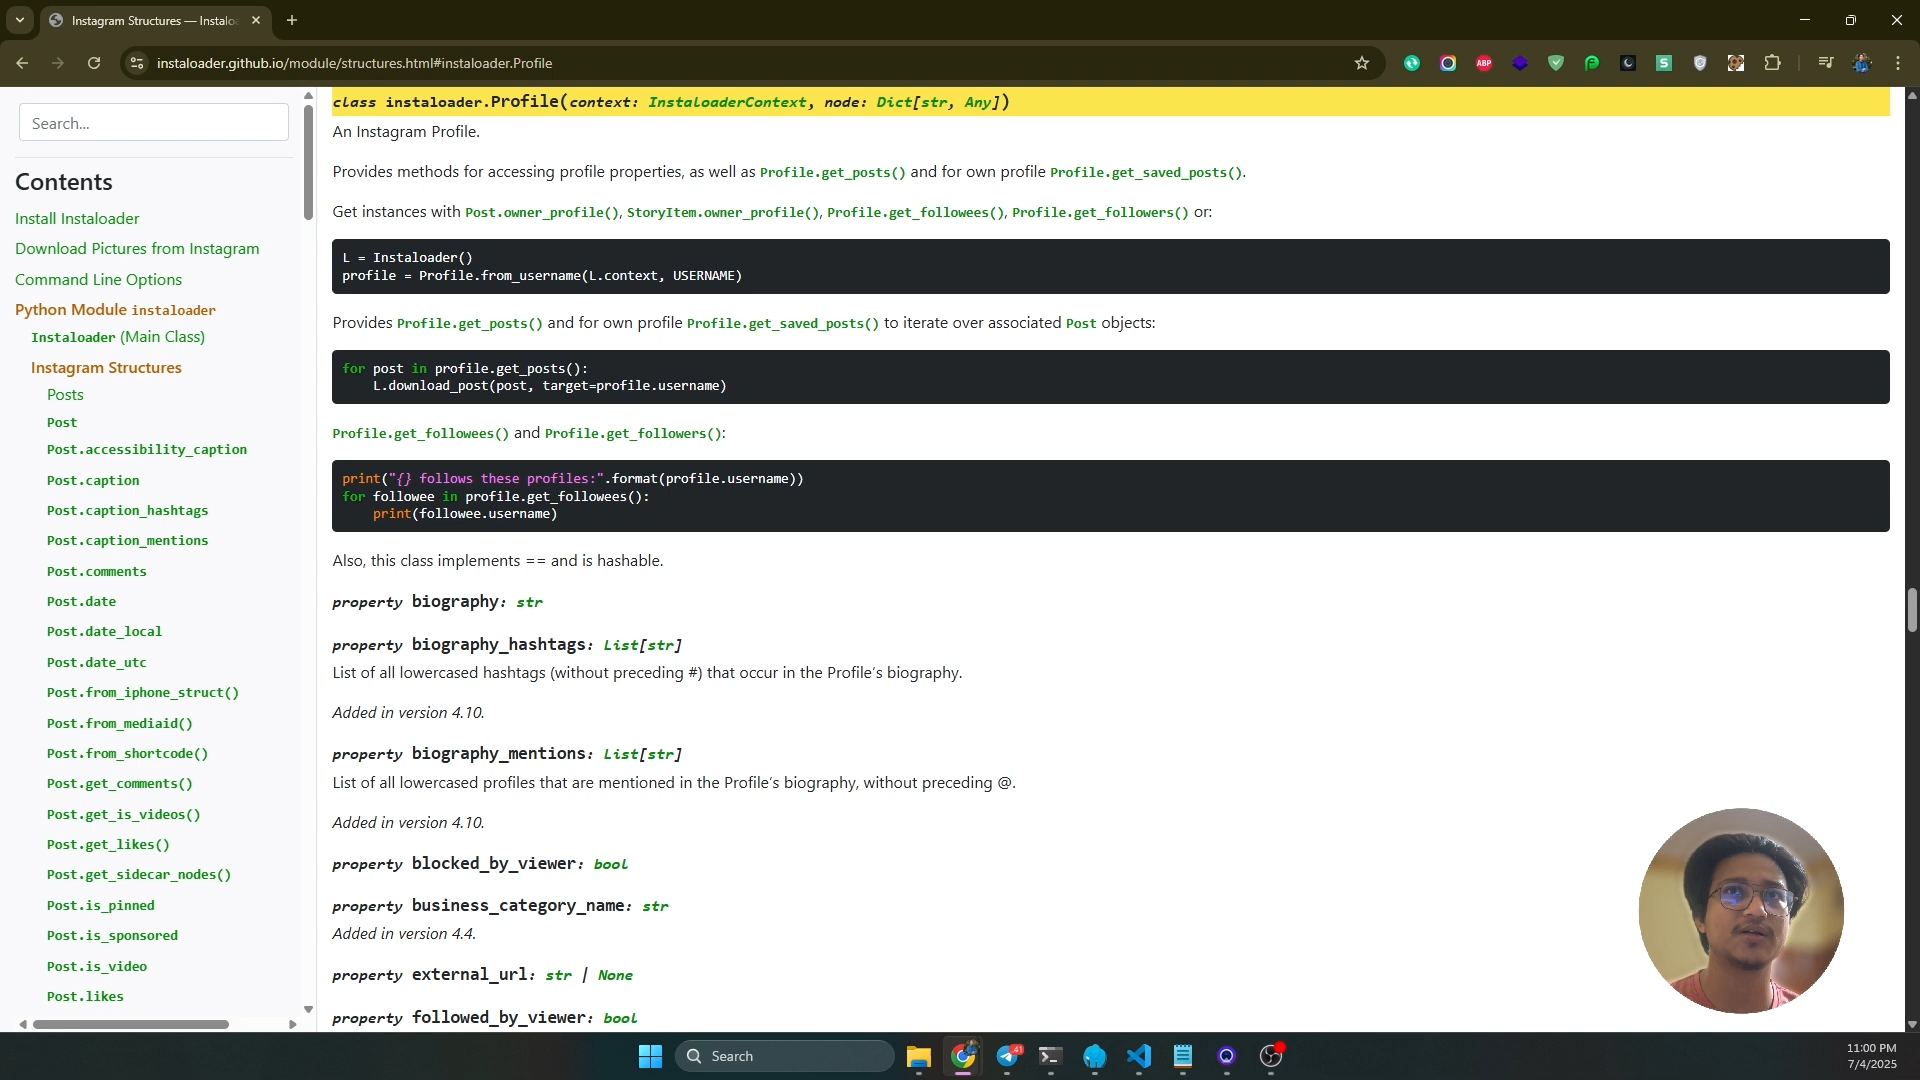 Instagram Structures — Instalo
instaloader.github.io/module/structures.html#instaloader.Profile
ABP
S
Search...
Contents
Install Instaloader
Download Pictures from Instagram
Command Line Options
Python Module instaloader
Instaloader (Main Class)
Instagram Structures
Posts
Post
Post.accessibility_caption
Post.caption
Post.caption_hashtags
Post.caption_mentions
Post.comments
Post.date
Post.date_local
Post.date_utc
Post.from_iphone_struct()
Post.from_mediaid()
Post.from_shortcode()
Post.get_comments()
Post.get_is_videos()
Post.get_likes()
Post.get_sidecar_nodes()
Post.is_pinned
Post.is_sponsored
Post.is_video
Post.likes
class instaloader.Profile(context: InstaloaderContext, node: Dict[str, Any])
An Instagram Profile.
Provides methods for accessing profile properties, as well as Profile.get_posts() and for own profile Profile.get_saved_posts().
Get instances with Post.owner_profile(), StoryItem.owner_profile(), Profile.get_followees(), Profile.get_followers() or:
L = Instaloader()
profile = Profile.from_username(L.context, USERNAME)
Provides Profile.get_posts() and for own profile Profile.get_saved_posts() to iterate over associated Post objects:
for post in profile.get_posts():
    L.download_post(post, target=profile.username)
Profile.get_followees() and Profile.get_followers():
print("{} follows these profiles:".format(profile.username))
for followee in profile.get_followees():
    print(followee.username)
Also, this class implements == and is hashable.
property biography: str
property biography_hashtags: List[str]
List of all lowercased hashtags (without preceding #) that occur in the Profile's biography.
Added in version 4.10.
property biography_mentions: List[str]
List of all lowercased profiles that are mentioned in the Profile's biography, without preceding @.
Added in version 4.10.
property blocked_by_viewer: bool
property business_category_name: str
Added in version 4.4.
property external_url: str | None
property followed_by_viewer: bool
Search
41
11:00 PM
7/4/2025